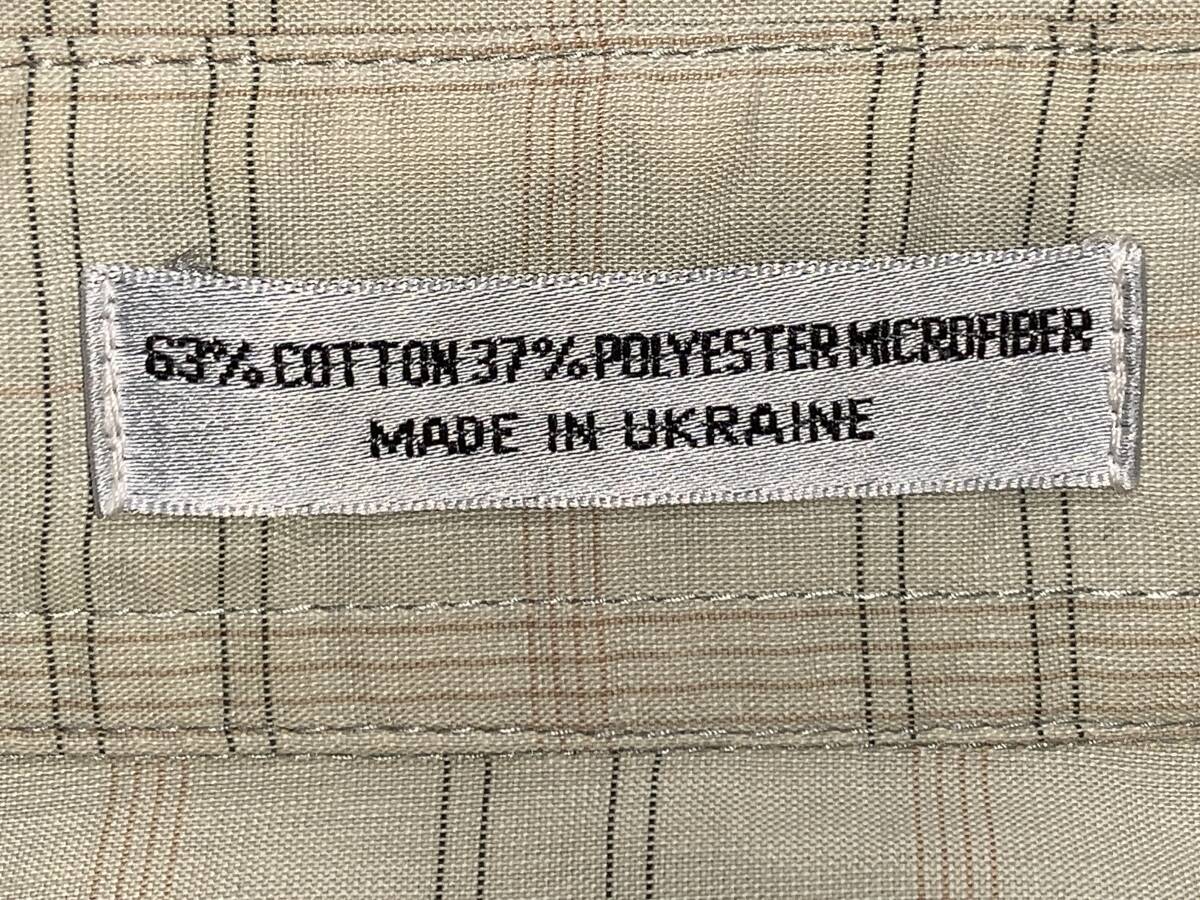 63% COTTON 37% POLYESTER MICROFIBER
MADE IN UKRAINE